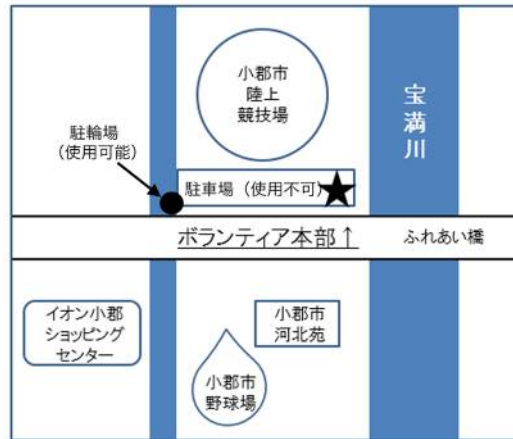 小郡市
陸上
競技場
宝満川
駐輪場
（使用可能）
駐車場（使用不可）
ボランティア本部↑
ふれあい橋
イオン小郡
ショッピング
センター
小郡市
河北苑
小郡市
野球場